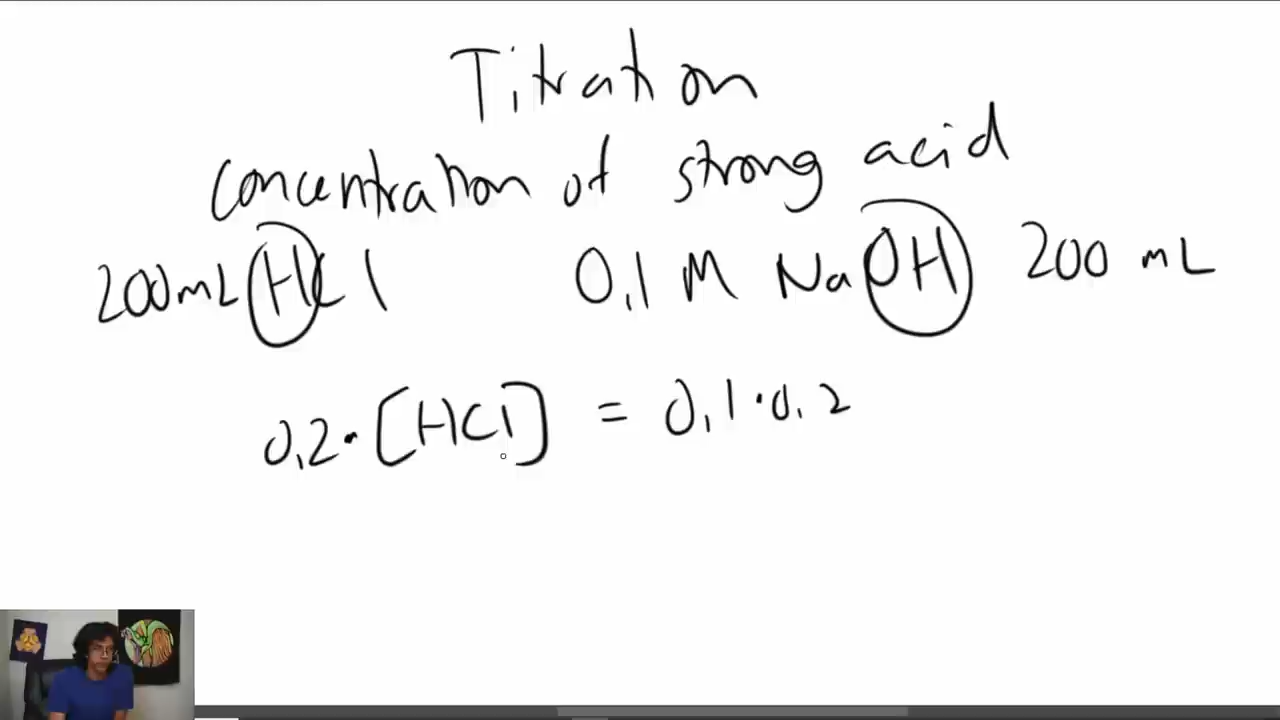 Titration
concentration of strong acid
200mL HCl 0.1 M NaOH 200 mL
0.2 · [HCl] = 0.1 · 0.2